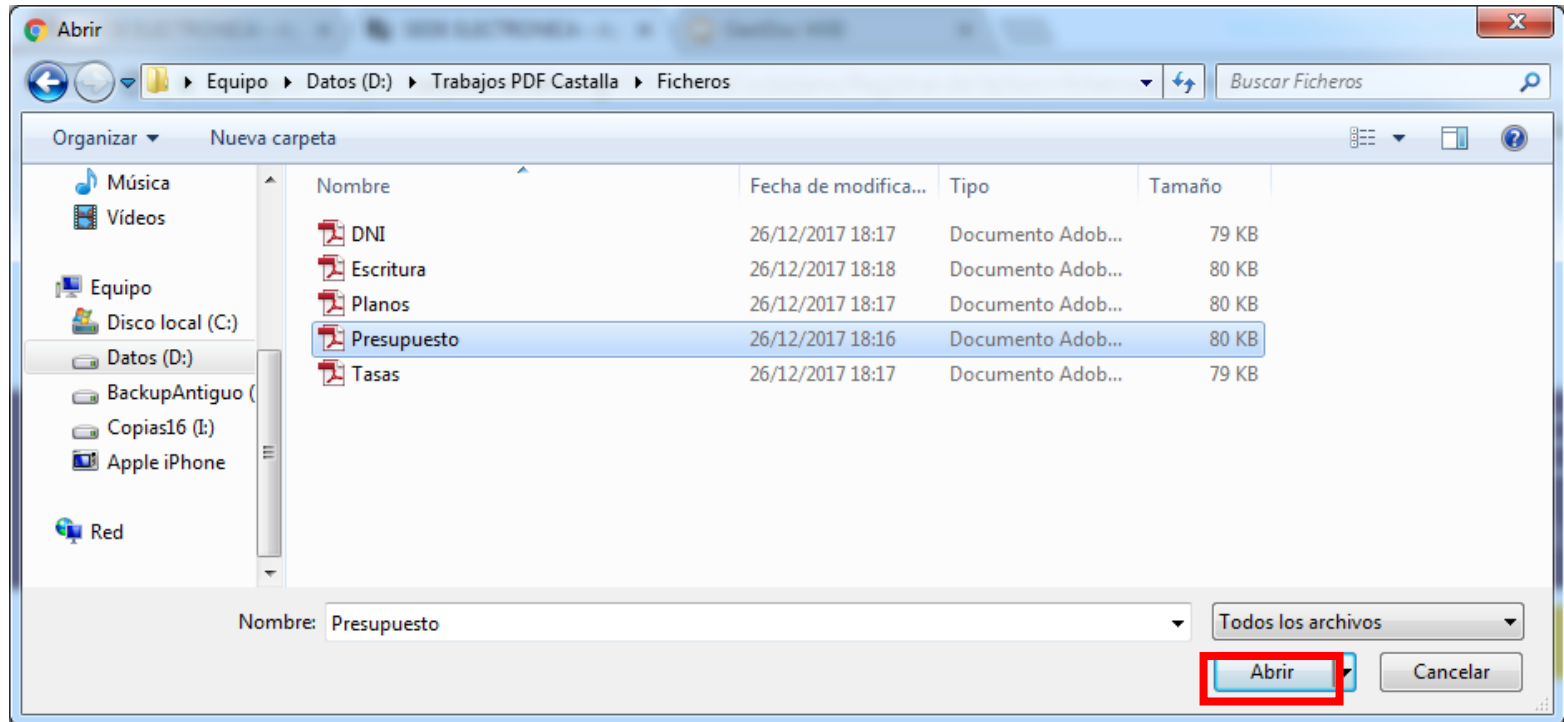 Abrir
Equipo Datos (D:) Trabajos PDF Castalla Ficheros Buscar Ficheros
Organizar Nueva carpeta
Música
Vídeos
Equipo
Disco local (C:)
Datos (D:)
BackupAntiguo (
Copias16 (I:)
Apple iPhone
Red
Nombre Fecha de modifica... Tipo Tamaño
DNI 26/12/2017 18:17 Documento Adob... 79 KB
Escritura 26/12/2017 18:18 Documento Adob... 80 KB
Planos 26/12/2017 18:17 Documento Adob... 80 KB
Presupuesto 26/12/2017 18:16 Documento Adob... 80 KB
Tasas 26/12/2017 18:17 Documento Adob... 79 KB
Nombre: Presupuesto Todos los archivos
Abrir Cancelar